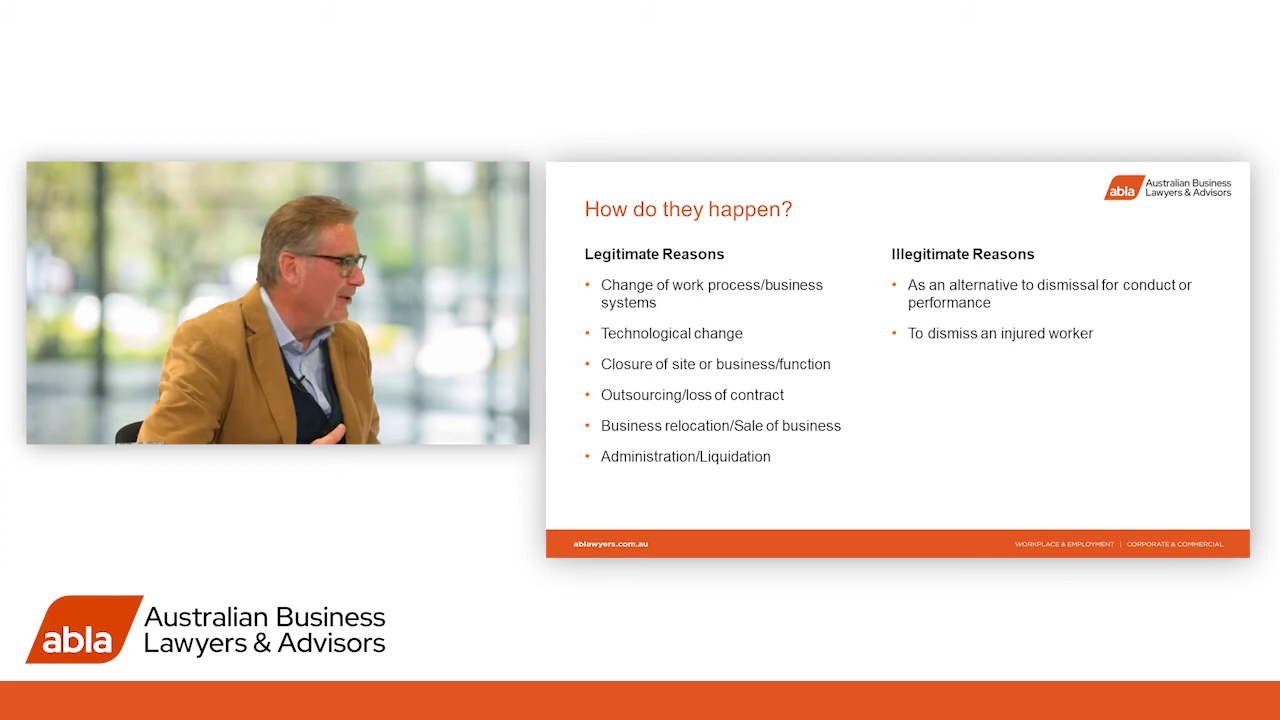 abla
Australian Business
Lawyers & Advisors
How do they happen?
Legitimate Reasons
• Change of work process/business
systems
• Technological change
• Closure of site or business/function
• Outsourcing/loss of contract
• Business relocation/Sale of business
• Administration/Liquidation
Illegitimate Reasons
• As an alternative to dismissal for conduct or
performance
• To dismiss an injured worker
ablawyers.com.au
WORKPLACE & EMPLOYMENT | CORPORATE & COMMERCIAL
abla
Australian Business
Lawyers & Advisors